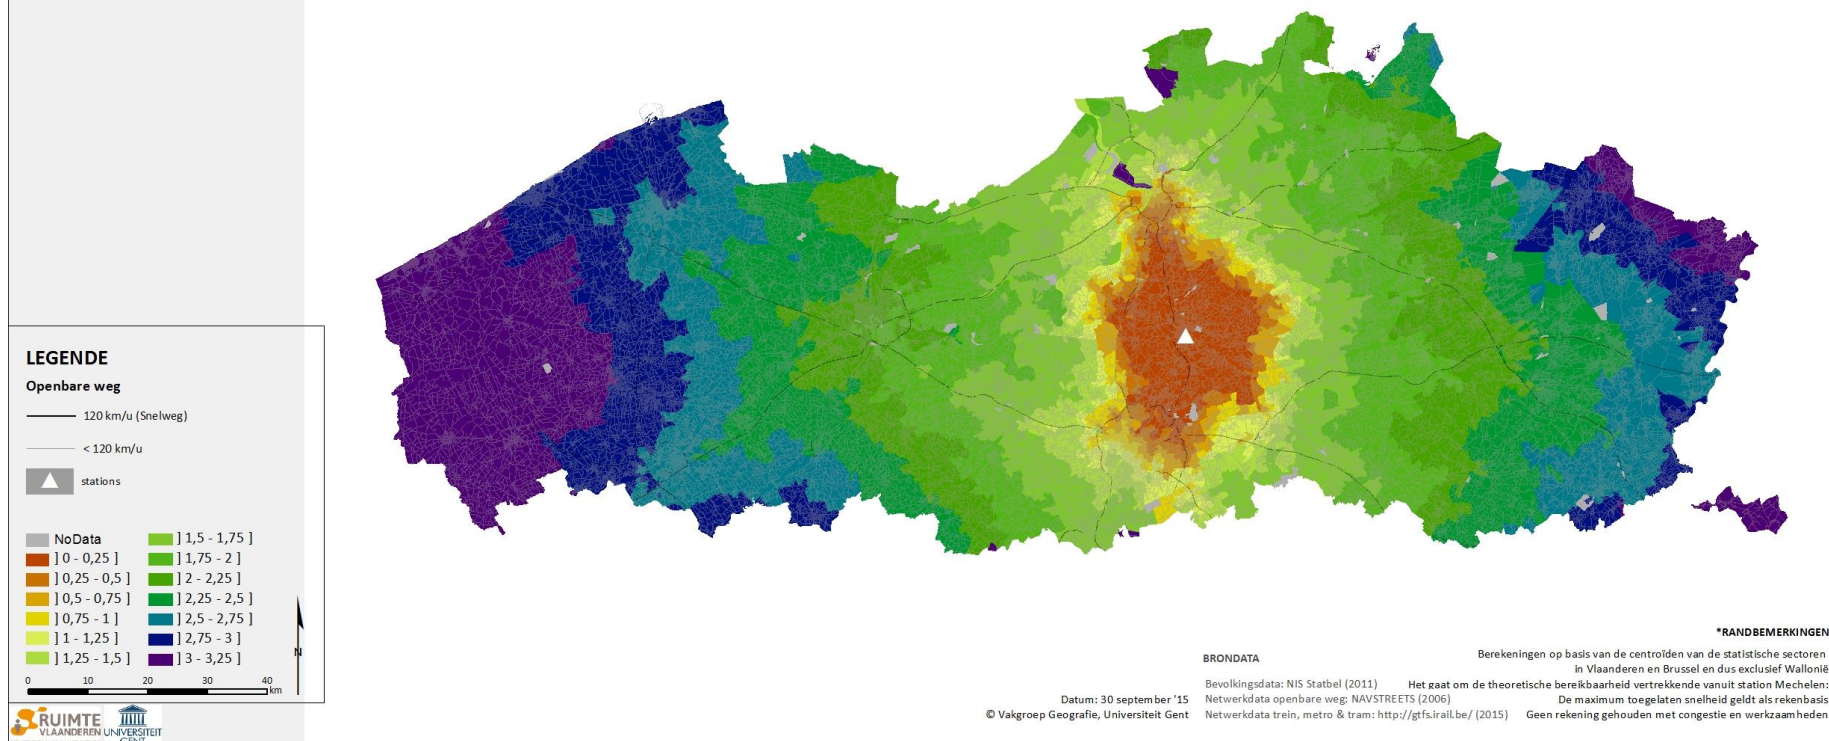 LEGENDE
Openbare weg
120 km/u (Snelweg)
< 120 km/u
stations
NoData
] 0 - 0,25 ]
] 0,25 - 0,5 ]
] 0,5 - 0,75 ]
] 0,75 - 1 ]
] 1 - 1,25 ]
] 1,25 - 1,5 ]
] 1,5 - 1,75 ]
] 1,75 - 2 ]
] 2 - 2,25 ]
] 2,25 - 2,5 ]
] 2,5 - 2,75 ]
] 2,75 - 3 ]
] 3 - 3,25 ]
N
0 10 20 30 40
km
RUIMTE
VLAANDEREN
UNIVERSITEIT
GENT
Datum: 30 september '15
© Vakgroep Geografie, Universiteit Gent
BRONDATA
Bevolkingsdata: NIS Statbel (2011)
Netwerkdata openbare weg: NAVSTREETS (2006)
Netwerkdata trein, metro & tram: http://gtfs.irail.be/ (2015)
*RANDBEMERKINGEN
Berekeningen op basis van de centroïden van de statistische sectoren
in Vlaanderen en Brussel en dus exclusief Wallonië
Het gaat om de theoretische bereikbaarheid vertrekkende vanuit station Mechelen:
De maximum toegelaten snelheid geldt als rekenbasis
Geen rekening gehouden met congestie en werkzaamheden